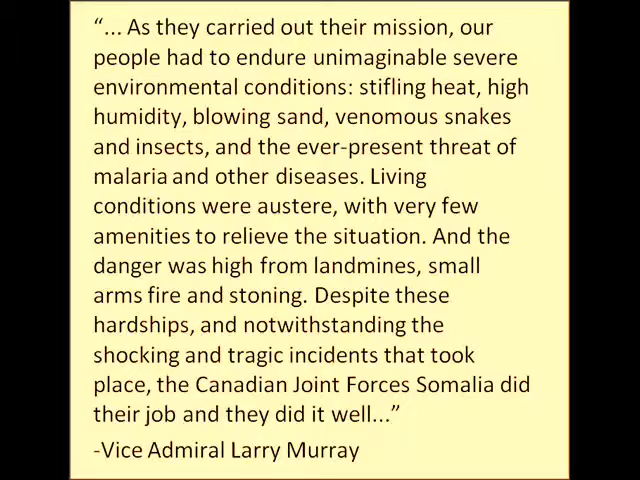 “... As they carried out their mission, our
people had to endure unimaginable severe
environmental conditions: stifling heat, high
humidity, blowing sand, venomous snakes
and insects, and the ever-present threat of
malaria and other diseases. Living
conditions were austere, with very few
amenities to relieve the situation. And the
danger was high from landmines, small
arms fire and stoning. Despite these
hardships, and notwithstanding the
shocking and tragic incidents that took
place, the Canadian Joint Forces Somalia did
their job and they did it well...”
-Vice Admiral Larry Murray